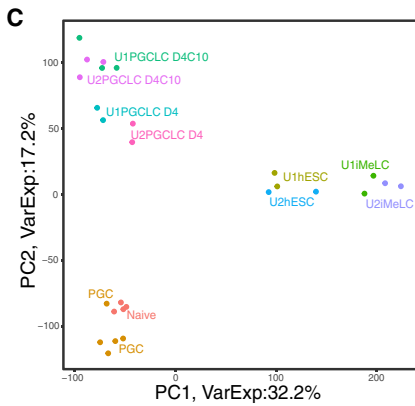 C
U1PGCLC D4C10
U2PGCLC D4C10
U1PGCLC D4
U2PGCLC D4
U1iMeLC
U1hESC
U2hESC
U2iMeLC
PGC
Naive
PGC
100
50
0
−100
−100
0
100
200
PC2, VarExp:17.2%
PC1, VarExp:32.2%